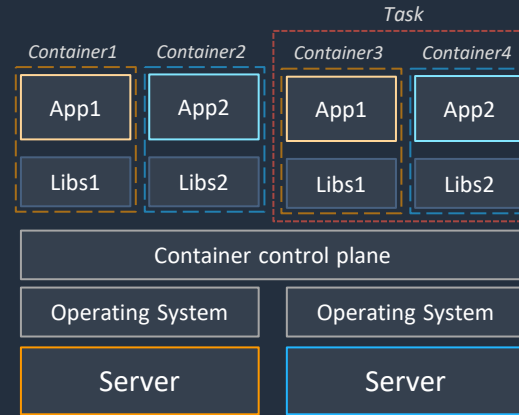 Task
Container1 Container2 Container3 Container4
App1 App2 App1 App2
Libs1 Libs2 Libs1 Libs2
Container control plane
Operating System Operating System
Server Server